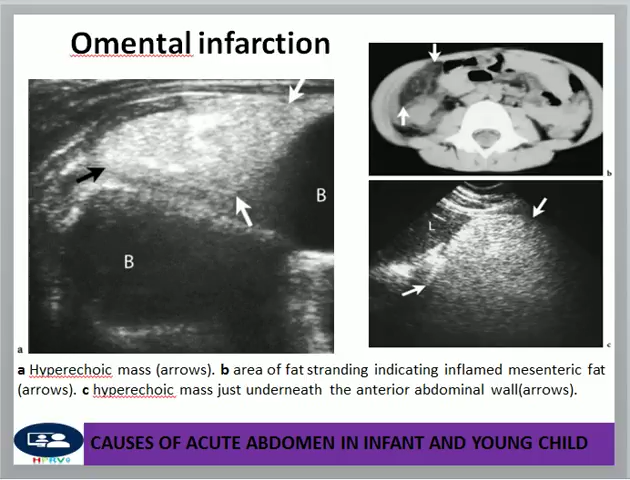 Omental infarction
B
B
a
b
L
c
a Hyperechoic mass (arrows). b area of fat stranding indicating inflamed mesenteric fat
(arrows). c hyperechoic mass just underneath the anterior abdominal wall(arrows).
CAUSES OF ACUTE ABDOMEN IN INFANT AND YOUNG CHILD